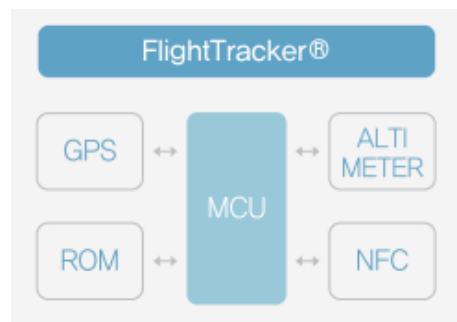 FlightTracker®
GPS
ALTI
METER
MCU
ROM
NFC